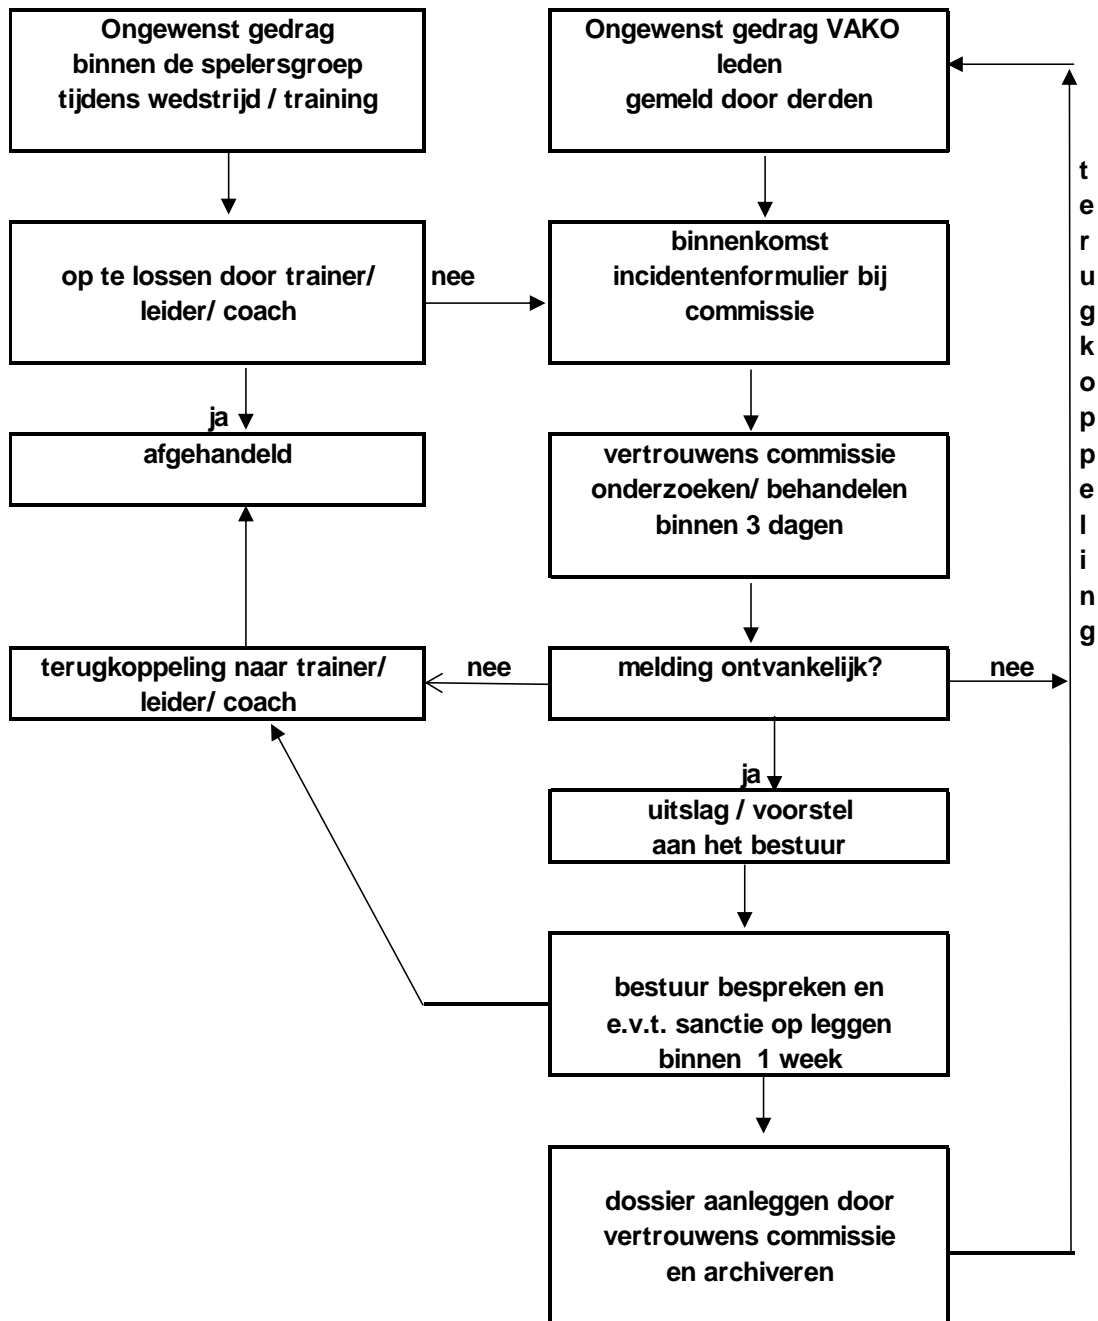 Ongewenst gedrag
binnen de spelersgroep
tijdens wedstrijd / training
Ongewenst gedrag VAKO
leden
gemeld door derden
op te lossen door trainer/
leider/ coach
nee
binnenkomst
incidentenformulier bij
commissie
ja
afgehandeld
vertrouwens commissie
onderzoeken/ behandelen
binnen 3 dagen
terugkoppeling naar trainer/
leider/ coach
nee
melding ontvankelijk?
nee
terugkoppeling
ja
uitslag / voorstel
aan het bestuur
bestuur bespreken en
e.v.t. sanctie op leggen
binnen 1 week
dossier aanleggen door
vertrouwens commissie
en archiveren